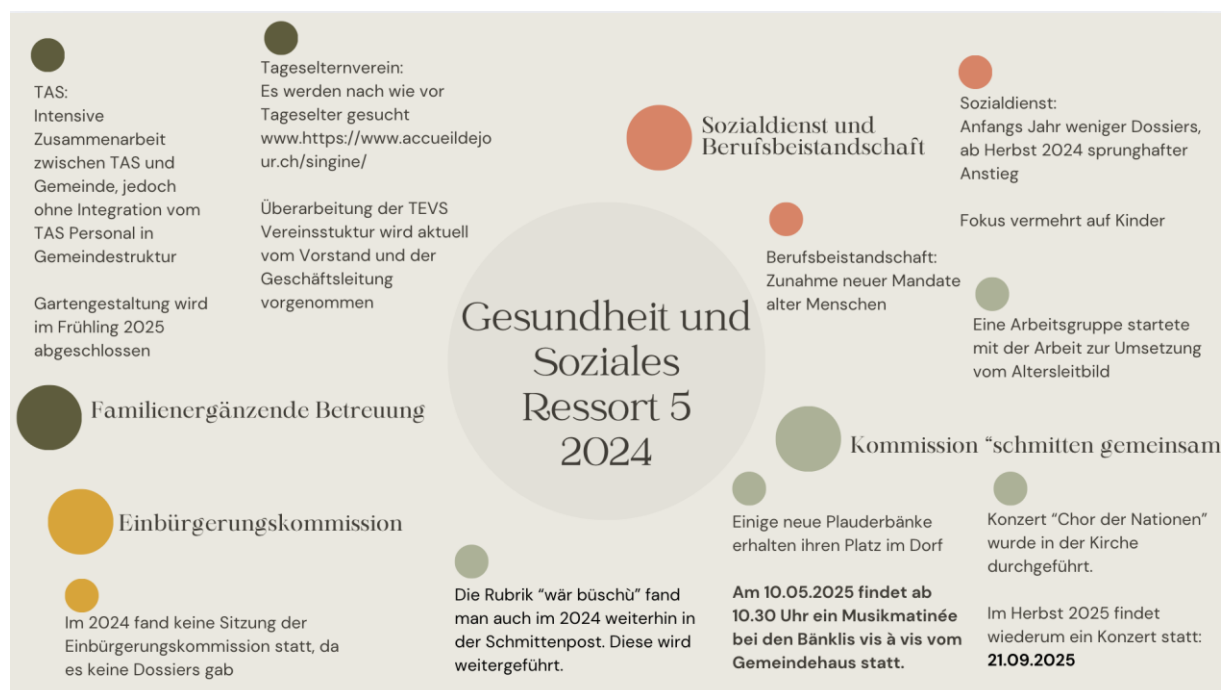 Gesundheit und
Soziales
Ressort 5
2024
TAS:
Intensive
Zusammenarbeit
zwischen TAS und
Gemeinde, jedoch
ohne Integration vom
TAS Personal in
Gemeindestruktur
Gartengestaltung wird
im Frühling 2025
abgeschlossen
Tageselternverein:
Es werden nach wie vor
Tageselter gesucht
www.https://www.accueildejo
ur.ch/singine/
Überarbeitung der TEVS
Vereinsstuktur wird aktuell
vom Vorstand und der
Geschäftsleitung
vorgenommen
Familienergänzende Betreuung
Einbürgerungskommission
Im 2024 fand keine Sitzung der
Einbürgerungskommission statt, da
es keine Dossiers gab
Sozialdienst und
Berufsbeistandschaft
Sozialdienst:
Anfangs Jahr weniger Dossiers,
ab Herbst 2024 sprunghafter
Anstieg
Fokus vermehrt auf Kinder
Berufsbeistandschaft:
Zunahme neuer Mandate
alter Menschen
Eine Arbeitsgruppe startete
mit der Arbeit zur Umsetzung
vom Altersleitbild
Kommission “schmitten gemeinsam
Die Rubrik “wär büschù” fand
man auch im 2024 weiterhin in
der Schmittenpost. Diese wird
weitergeführt.
Einige neue Plauderbänke
erhalten ihren Platz im Dorf
Am 10.05.2025 findet ab
10.30 Uhr ein Musikmatinée
bei den Bänklis vis à vis vom
Gemeindehaus statt.
Konzert “Chor der Nationen”
wurde in der Kirche
durchgeführt.
Im Herbst 2025 findet
wiederum ein Konzert statt:
21.09.2025